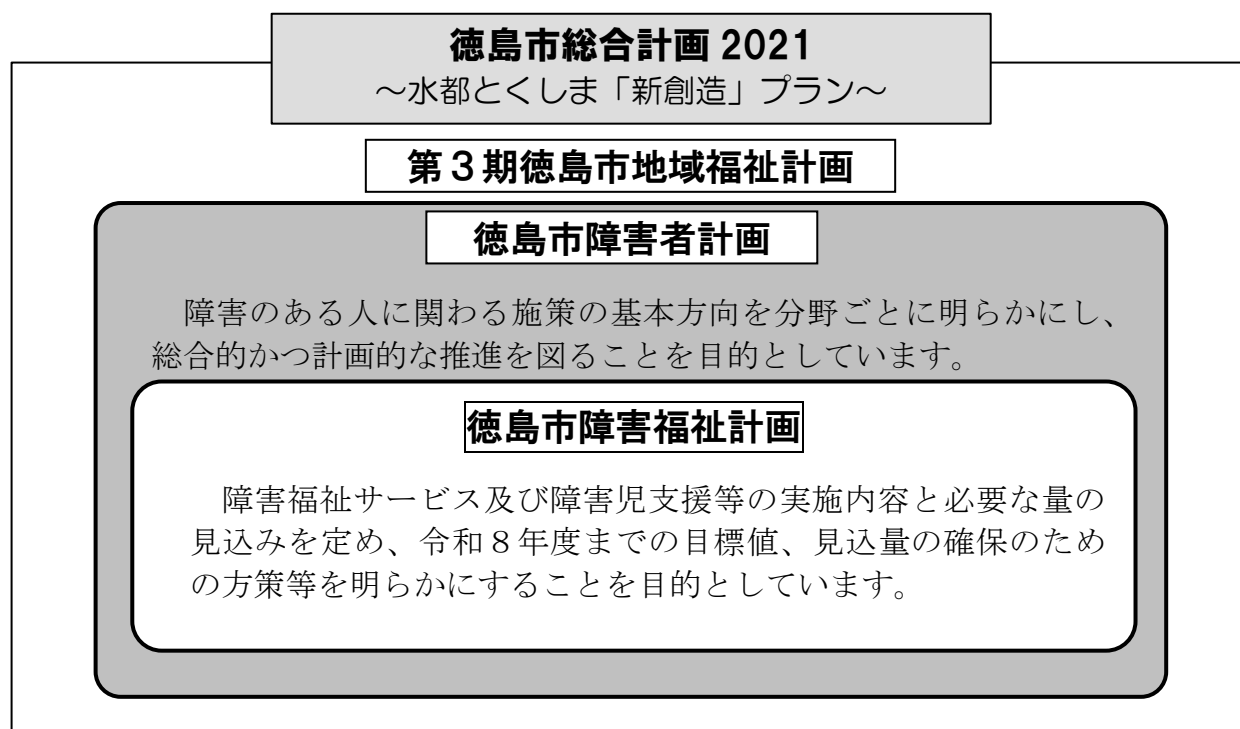 徳島市総合計画 2021
～水都とくしま「新創造」プラン～
第３期徳島市地域福祉計画
徳島市障害者計画
障害のある人に関わる施策の基本方向を分野ごとに明らかにし、
総合的かつ計画的な推進を図ることを目的としています。
徳島市障害福祉計画
障害福祉サービス及び障害児支援等の実施内容と必要な量の
見込みを定め、令和８年度までの目標値、見込量の確保のため
の方策等を明らかにすることを目的としています。